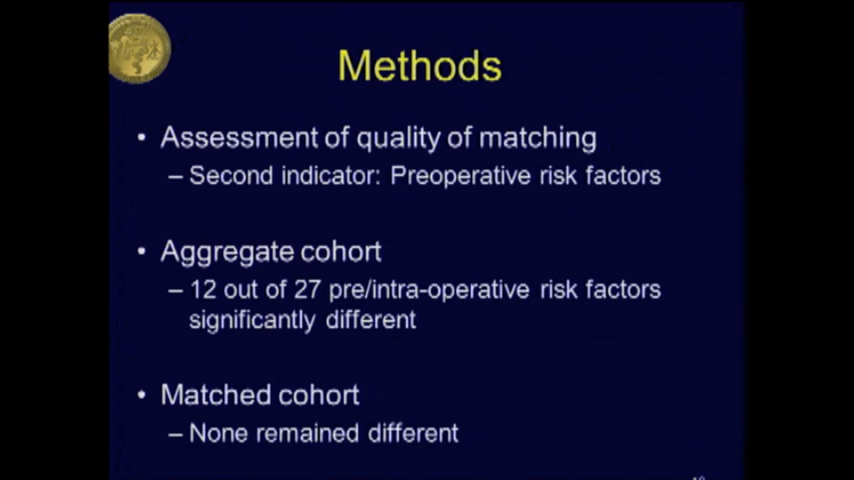 Methods
• Assessment of quality of matching
– Second indicator: Preoperative risk factors
• Aggregate cohort
– 12 out of 27 pre/intra-operative risk factors
significantly different
• Matched cohort
– None remained different